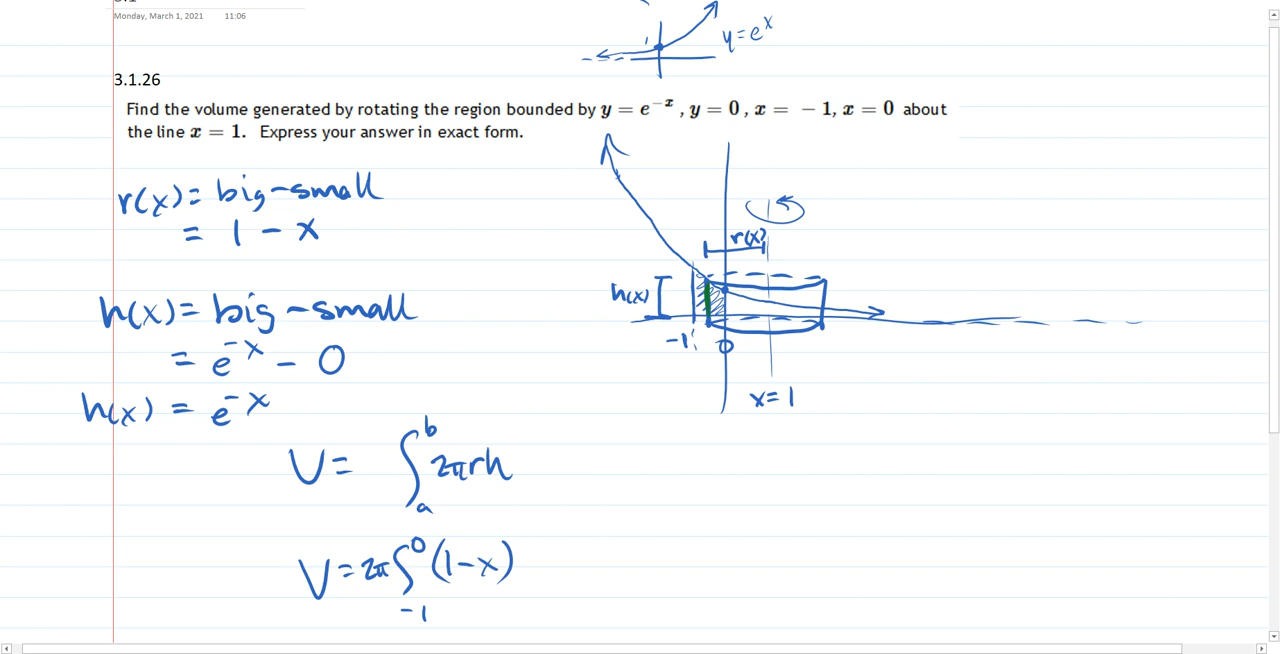 Monday, March 1, 2021 11:06
y=e^x
3.1.26
Find the volume generated by rotating the region bounded by y = e^{-x}, y = 0, x = -1, x = 0 about
the line x = 1. Express your answer in exact form.
r(x) = big-small
= 1 - x
r(x)
h(x) = big-small
h(x)
-1 0
= e^{-x} - 0
x=1
h(x) = e^{-x}
V = ∫_a^b 2πrh
V = 2π ∫_{-1}^0 (1-x)